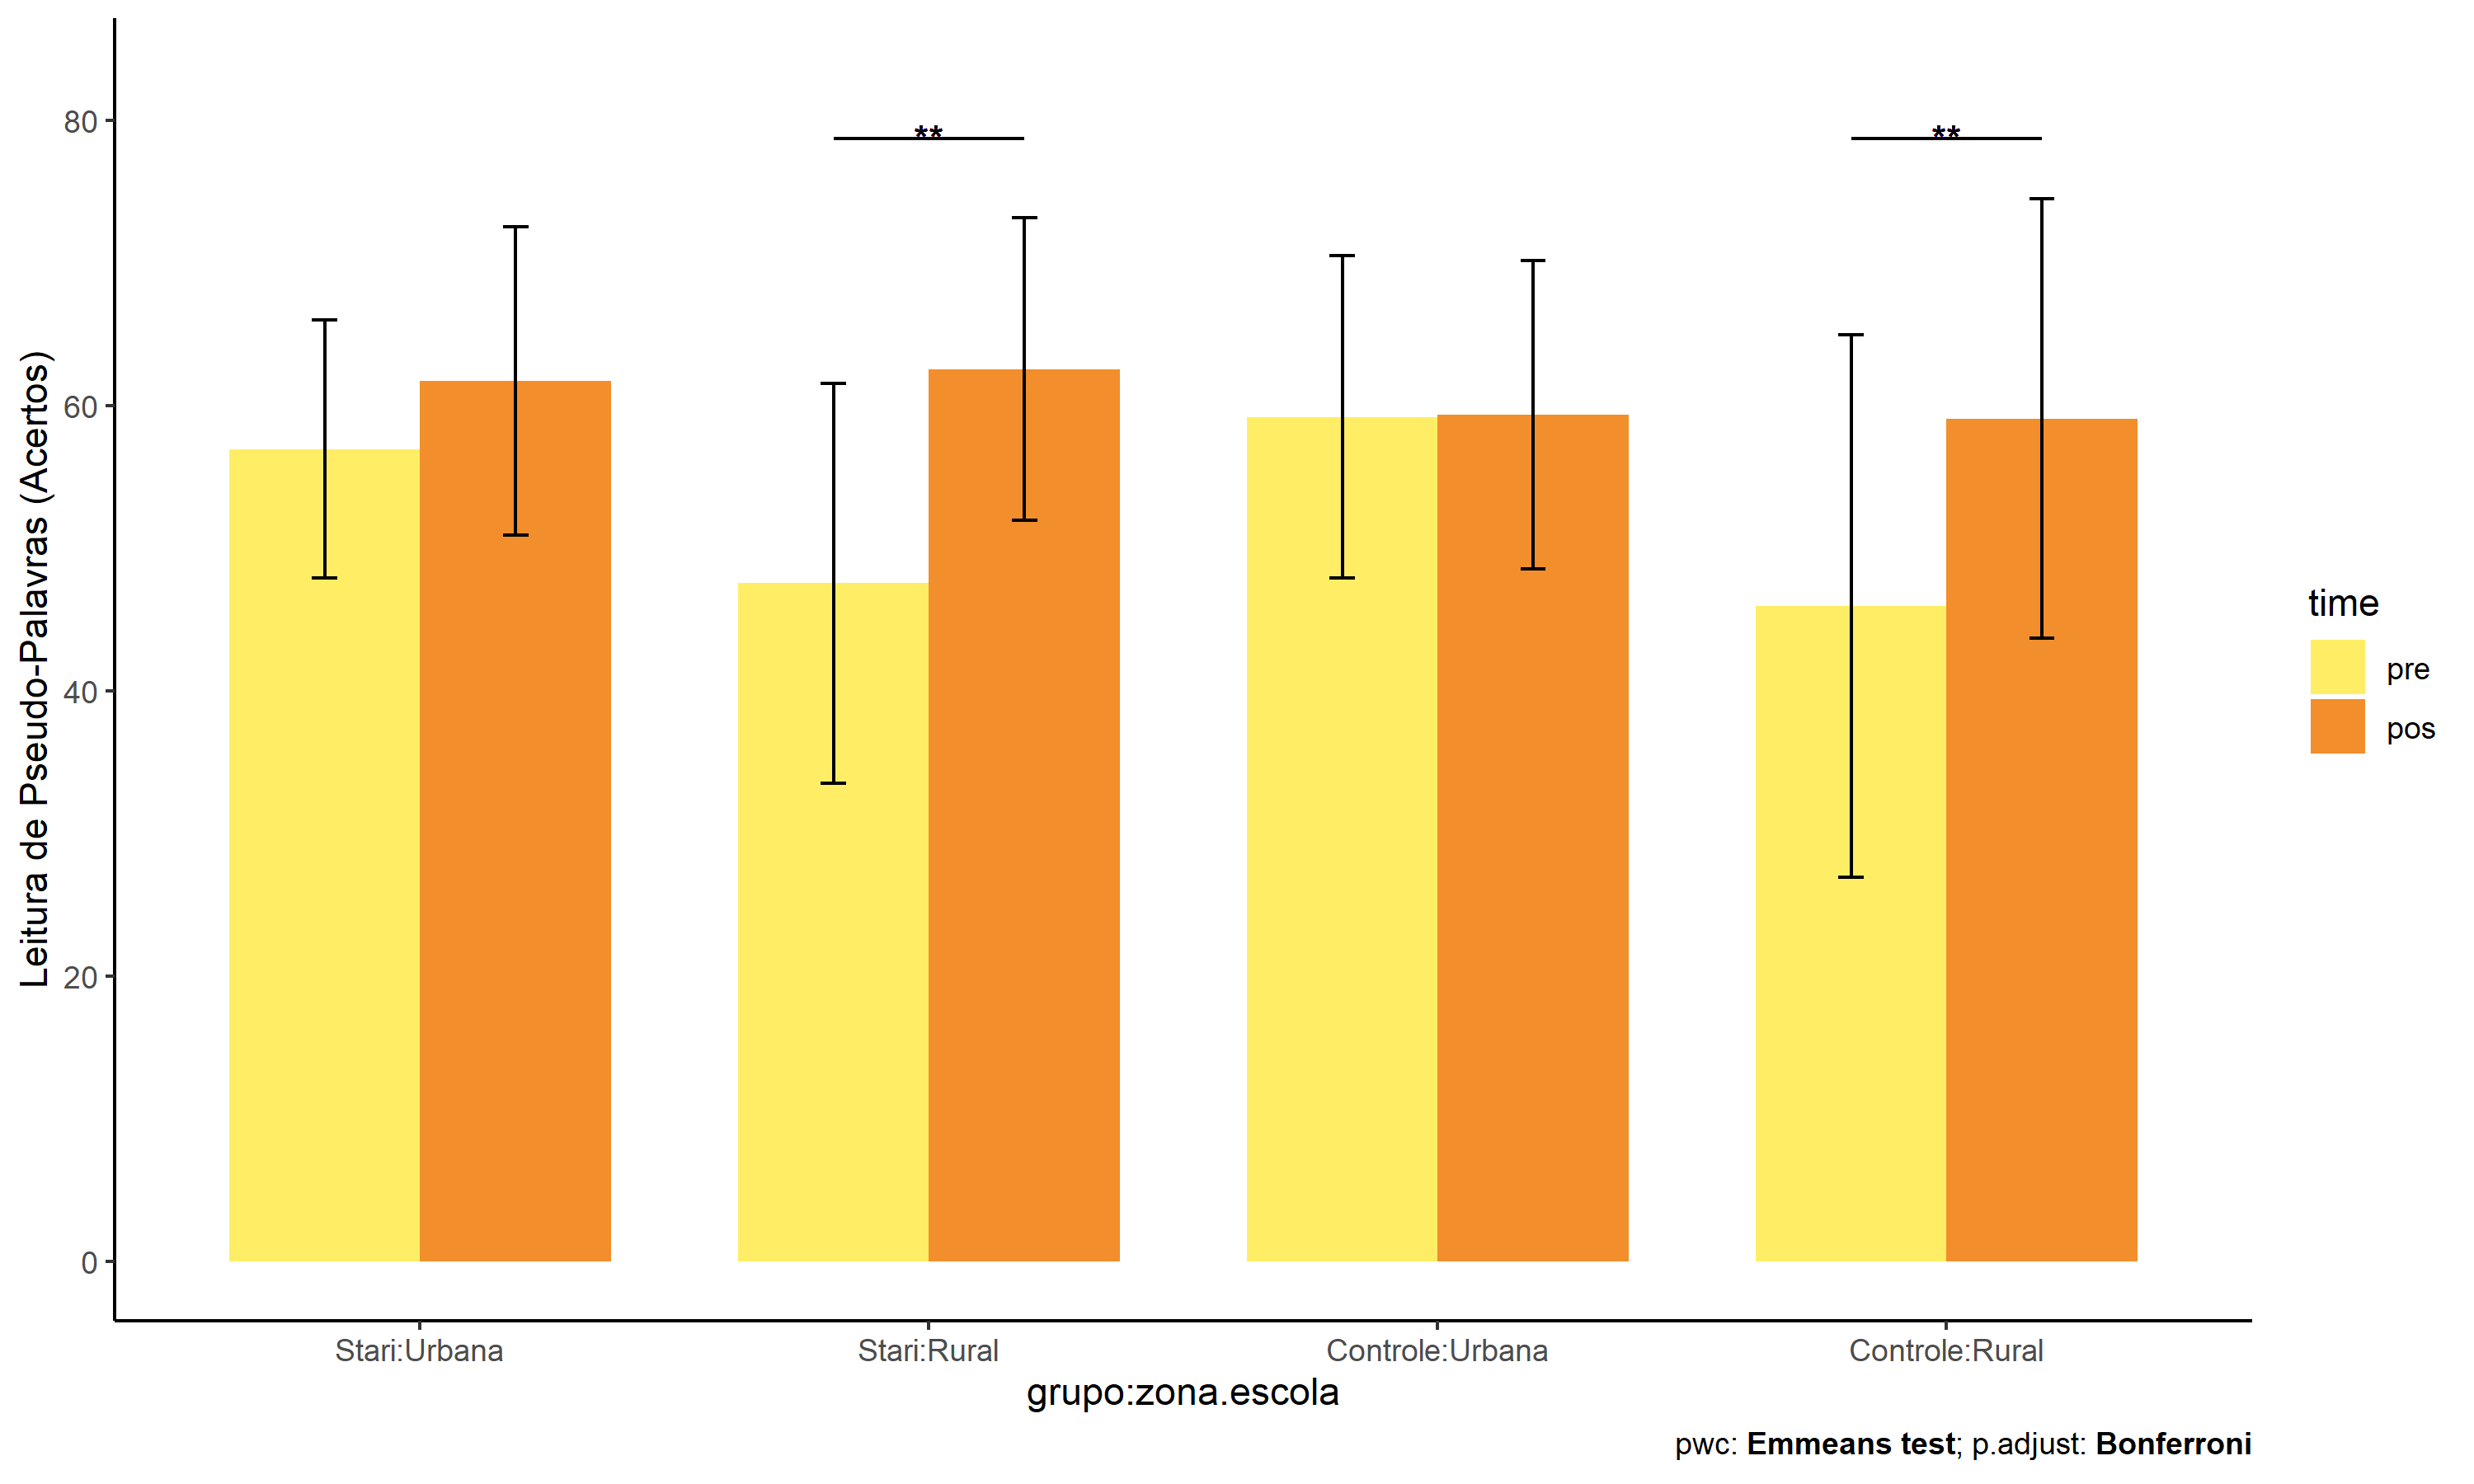 Leitura de Pseudo-Palavras (Acertos)
80
60
40
20
0
**
**
Stari:Urbana
Stari:Rural
Controle:Urbana
Controle:Rural
grupo:zona.escola
time
pre
pos
pwc: Emmeans test; p.adjust: Bonferroni